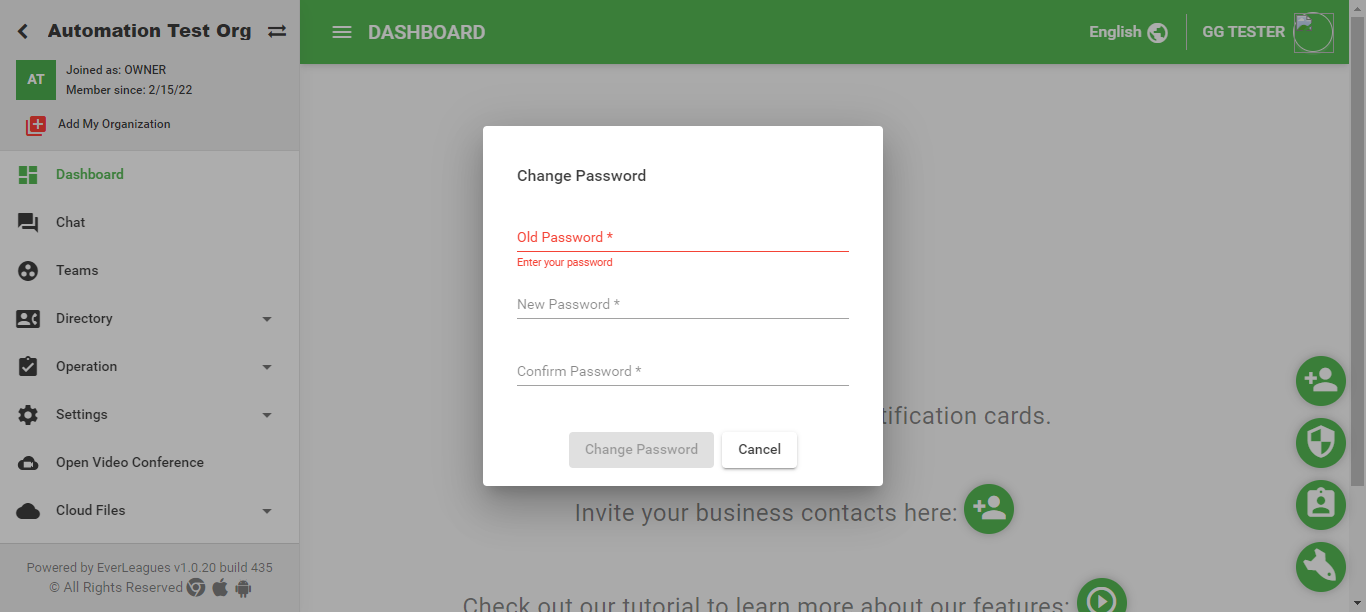 Automation Test Org
AT
Joined as: OWNER
Member since: 2/15/22
Add My Organization
Dashboard
Chat
Teams
Directory
Operation
Settings
Open Video Conference
Cloud Files
Powered by EverLeagues v1.0.20 build 435
© All Rights Reserved
DASHBOARD
English
GG TESTER
Change Password
Old Password *
Enter your password
New Password *
Confirm Password *
Change Password
Cancel
tification cards.
Invite your business contacts here:
Check out our tutorial to learn more about our features: